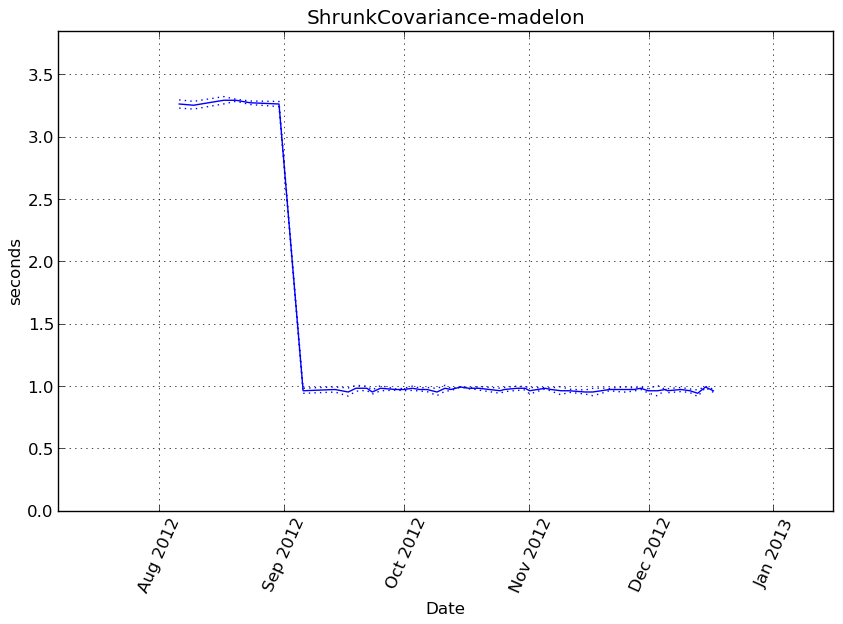 ShrunkCovariance-madelon
3.5
3.0
2.5
2.0
1.5
1.0
0.5
0.0
seconds
Aug 2012
Sep 2012
Oct 2012
Nov 2012
Dec 2012
Jan 2013
Date